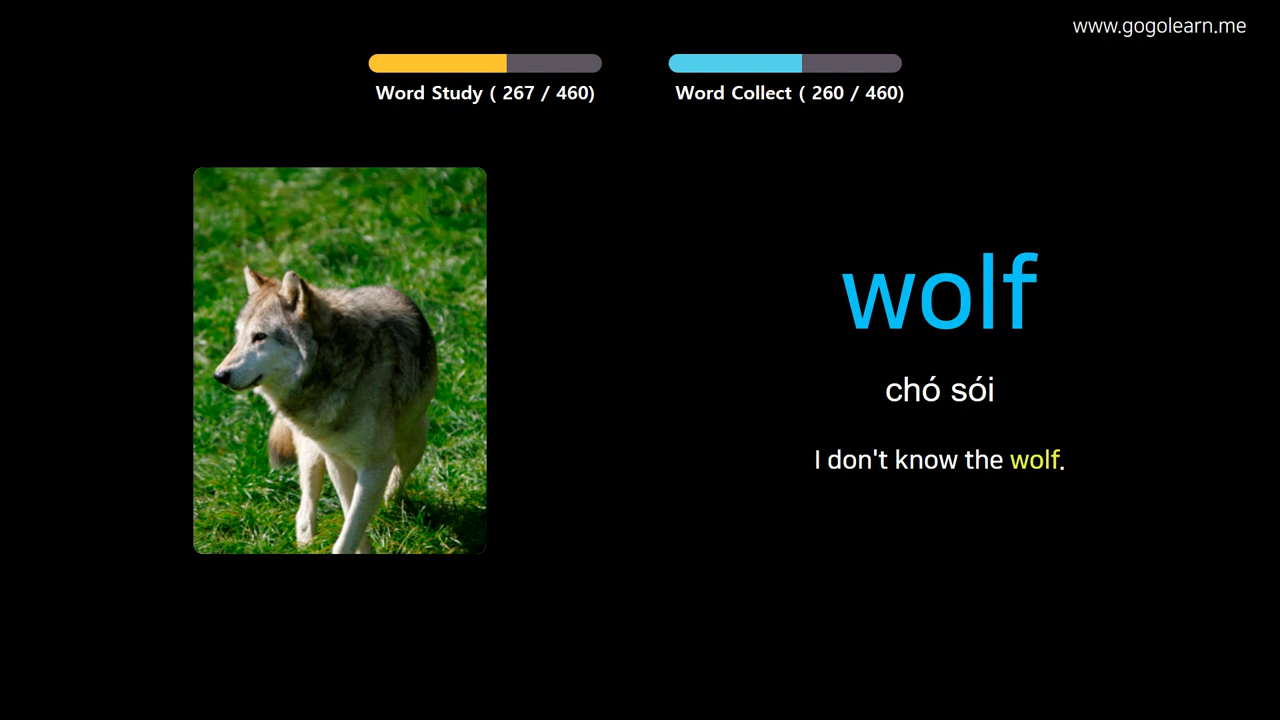 www.gogolearn.me
Word Study ( 267 / 460)
Word Collect ( 260 / 460)
wolf
chó sói
I don't know the wolf.